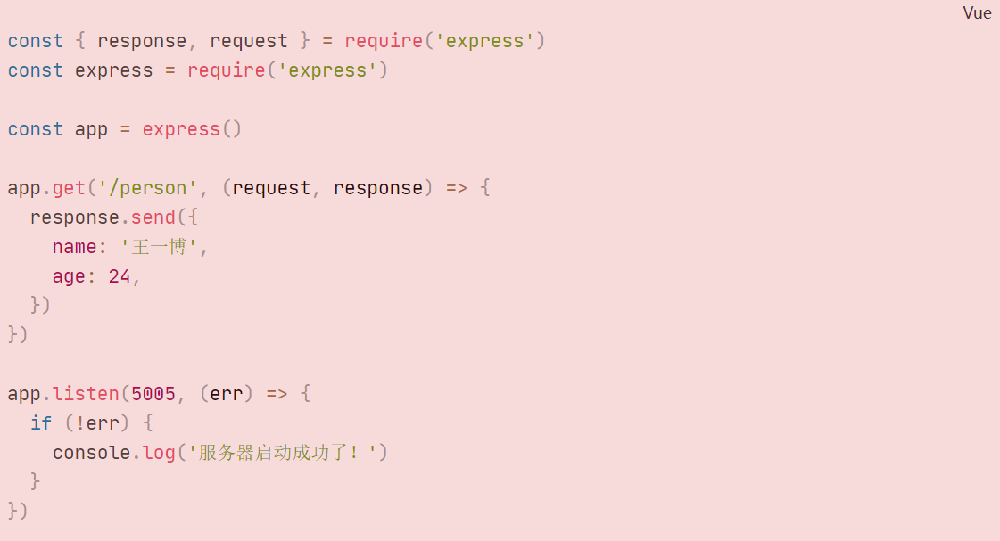 Vue
const { response, request } = require('express')
const express = require('express')
const app = express()
app.get('/person', (request, response) => {
  response.send({
    name: '王一博',
    age: 24,
  })
})
app.listen(5005, (err) => {
  if (!err) {
    console.log('服务器启动成功了! ')
  }
})